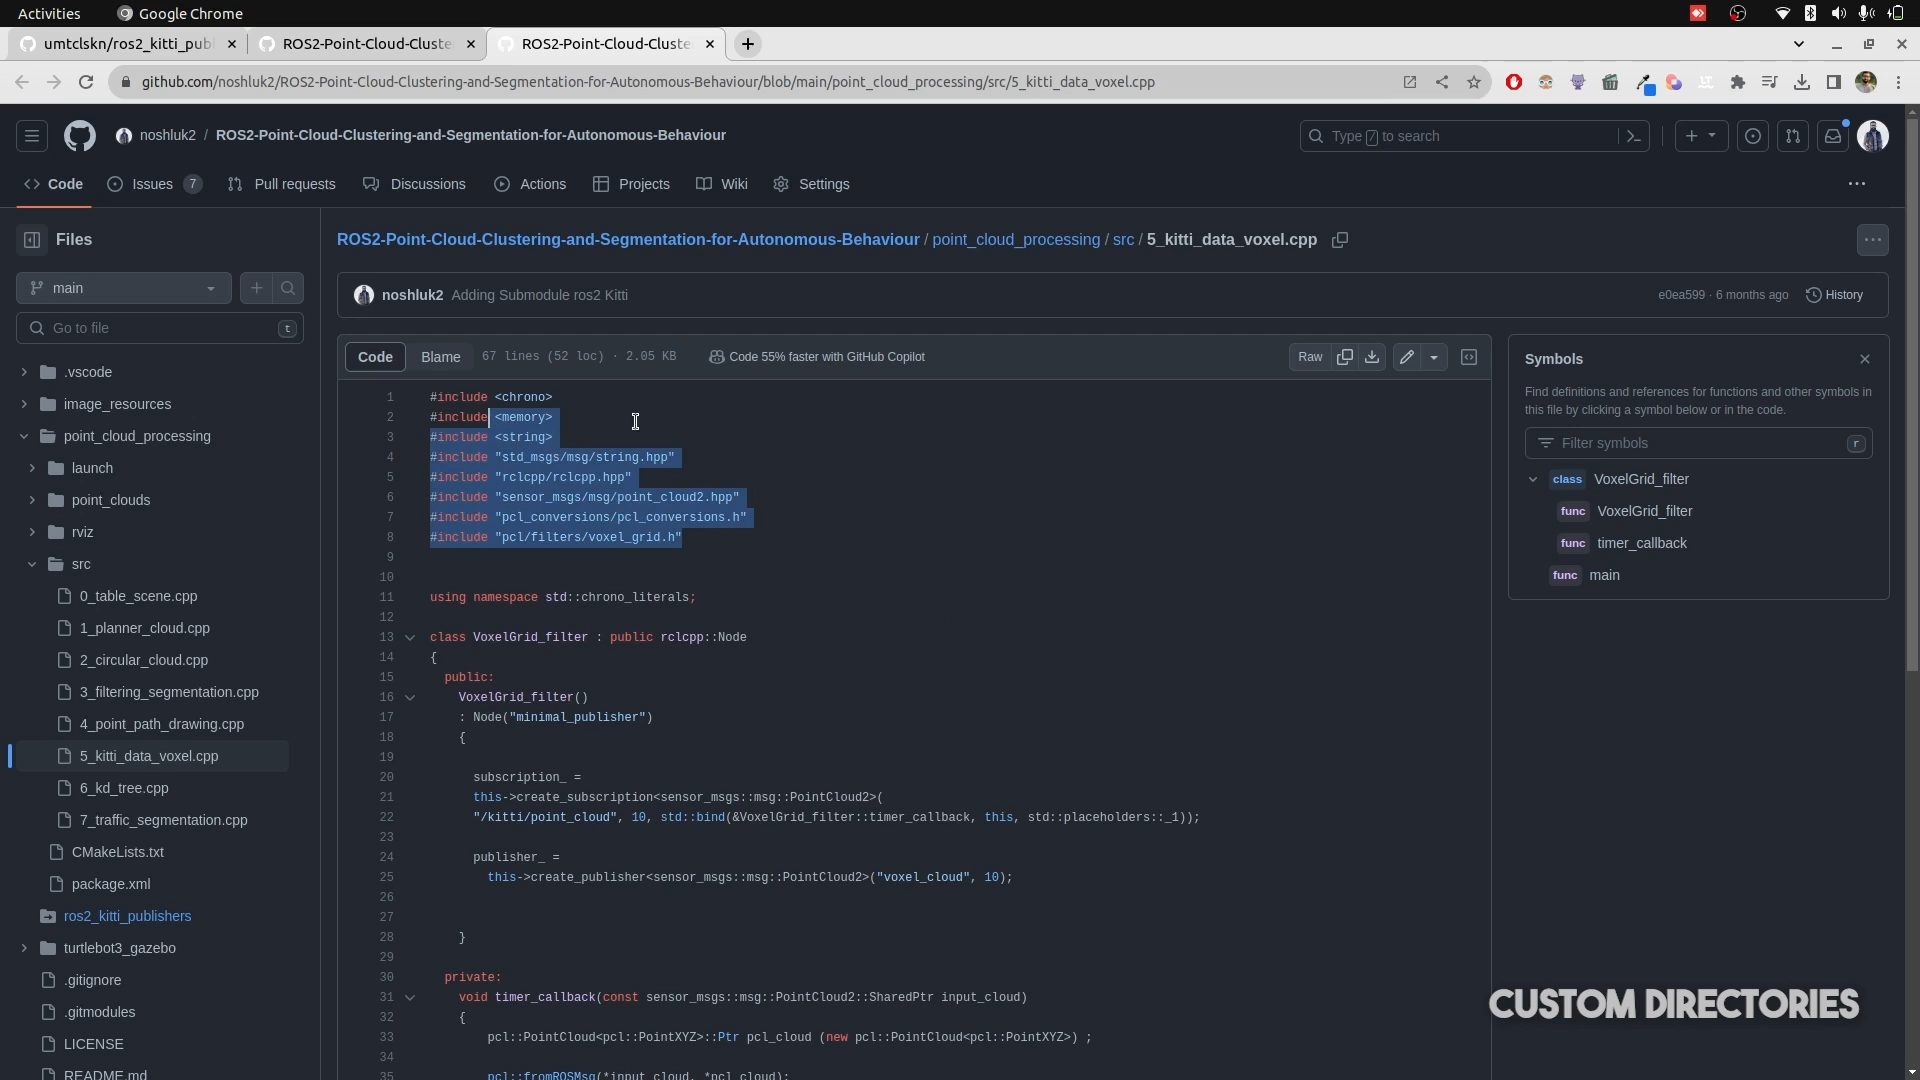 Activities
Google Chrome
umtclskn/ros2_kitti_pub
ROS2-Point-Cloud-Cluste
ROS2-Point-Cloud-Cluste
github.com/noshluk2/ROS2-Point-Cloud-Clustering-and-Segmentation-for-Autonomous-Behaviour/blob/main/point_cloud_processing/src/5_kitti_data_voxel.cpp
noshluk2 / ROS2-Point-Cloud-Clustering-and-Segmentation-for-Autonomous-Behaviour
Type / to search
Code
Issues 7
Pull requests
Discussions
Actions
Projects
Wiki
Settings
Files
main
Go to file t
.vscode
image_resources
point_cloud_processing
launch
point_clouds
rviz
src
0_table_scene.cpp
1_planner_cloud.cpp
2_circular_cloud.cpp
3_filtering_segmentation.cpp
4_point_path_drawing.cpp
5_kitti_data_voxel.cpp
6_kd_tree.cpp
7_traffic_segmentation.cpp
CMakeLists.txt
package.xml
ros2_kitti_publishers
turtlebot3_gazebo
.gitignore
.gitmodules
LICENSE
README.md
ROS2-Point-Cloud-Clustering-and-Segmentation-for-Autonomous-Behaviour / point_cloud_processing / src / 5_kitti_data_voxel.cpp
noshluk2 Adding Submodule ros2 Kitti
e0ea599 · 6 months ago
History
Code
Blame
67 lines (52 loc) · 2.05 KB
Code 55% faster with GitHub Copilot
Raw
1 #include <chrono>
2 #include <memory>
3 #include <string>
4 #include "std_msgs/msg/string.hpp"
5 #include "rclcpp/rclcpp.hpp"
6 #include "sensor_msgs/msg/point_cloud2.hpp"
7 #include "pcl_conversions/pcl_conversions.h"
8 #include "pcl/filters/voxel_grid.h"
9
10
11 using namespace std::chrono_literals;
12
13 class VoxelGrid_filter : public rclcpp::Node
14 {
15 public:
16 VoxelGrid_filter()
17 : Node("minimal_publisher")
18 {
19
20 subscription_ =
21 this->create_subscription<sensor_msgs::msg::PointCloud2>(
22 "/kitti/point_cloud", 10, std::bind(&VoxelGrid_filter::timer_callback, this, std::placeholders::_1));
23
24 publisher_ =
25 this->create_publisher<sensor_msgs::msg::PointCloud2>("voxel_cloud", 10);
26
27
28 }
29
30 private:
31 void timer_callback(const sensor_msgs::msg::PointCloud2::SharedPtr input_cloud)
32 {
33 pcl::PointCloud<pcl::PointXYZ>::Ptr pcl_cloud (new pcl::PointCloud<pcl::PointXYZ>) ;
34
35 pcl::fromROSMsg(*input_cloud, *pcl_cloud);
Symbols
Find definitions and references for functions and other symbols in
this file by clicking a symbol below or in the code.
Filter symbols r
class VoxelGrid_filter
func VoxelGrid_filter
func timer_callback
func main
CUSTOM DIRECTORIES